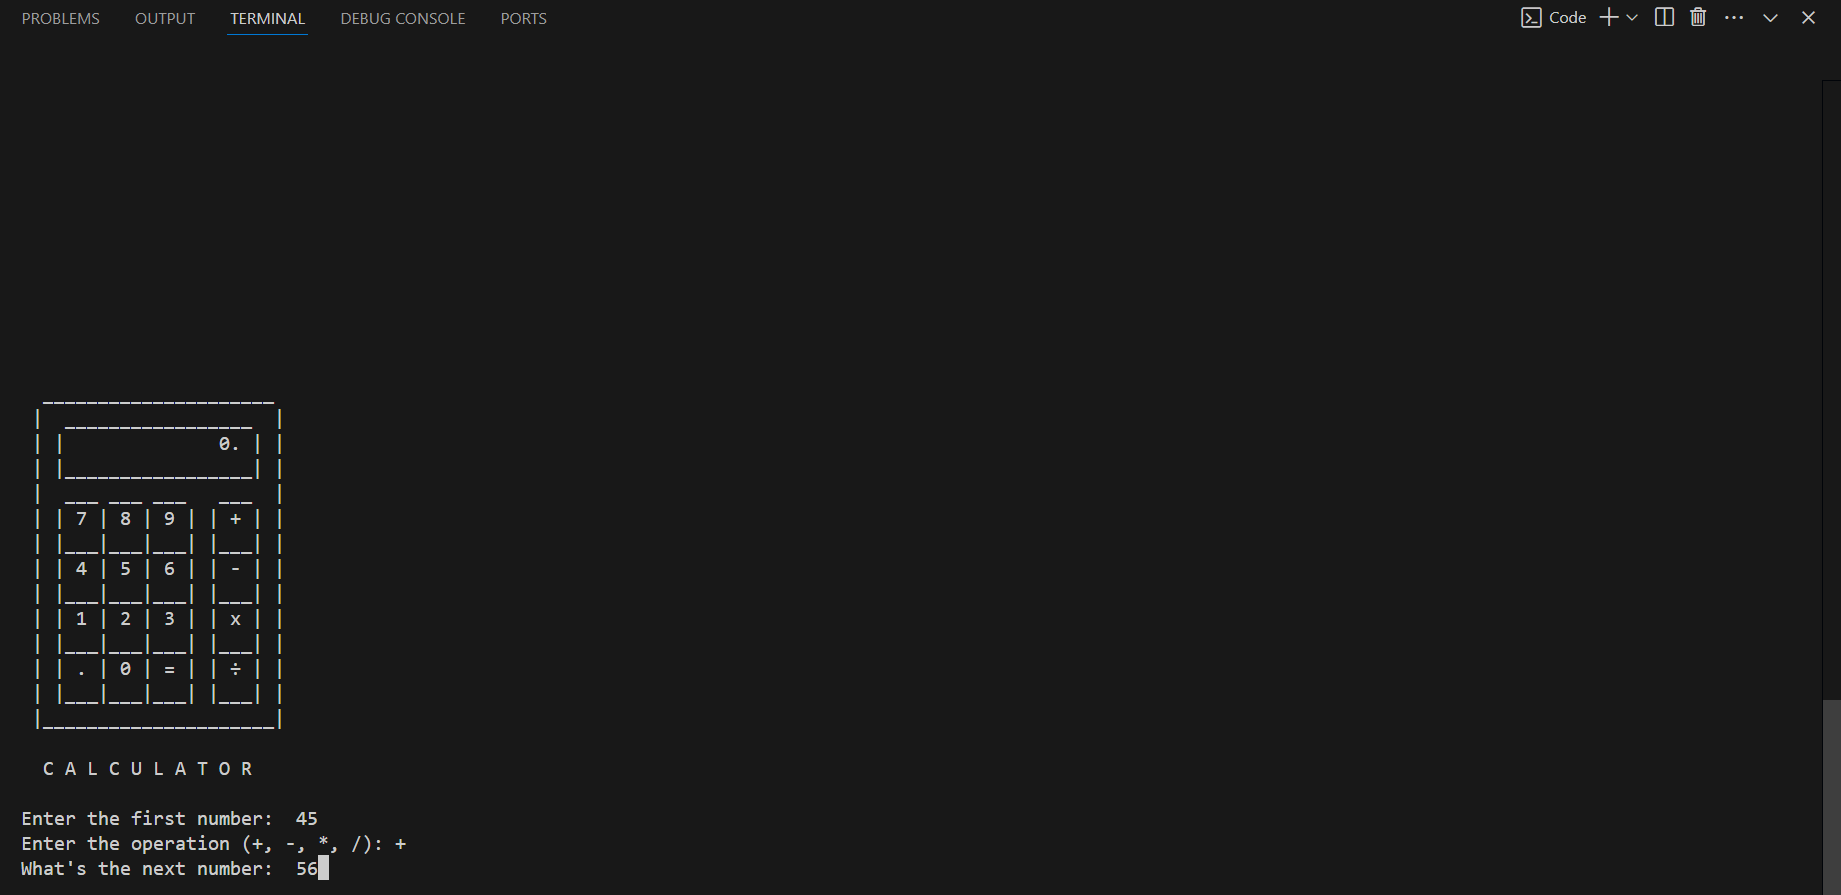 PROBLEMS OUTPUT TERMINAL DEBUG CONSOLE PORTS Code
 _____________________
|  _________________  |
| |              0. | |
| |_________________| |
|  ___ ___ ___   ___  |
| | 7 | 8 | 9 | | + | |
| |___|___|___| |___| |
| | 4 | 5 | 6 | | - | |
| |___|___|___| |___| |
| | 1 | 2 | 3 | | x | |
| |___|___|___| |___| |
| | . | 0 | = | | ÷ | |
| |___|___|___| |___| |
|_____________________|
C A L C U L A T O R
Enter the first number:  45
Enter the operation (+, -, *, /): +
What's the next number:  56